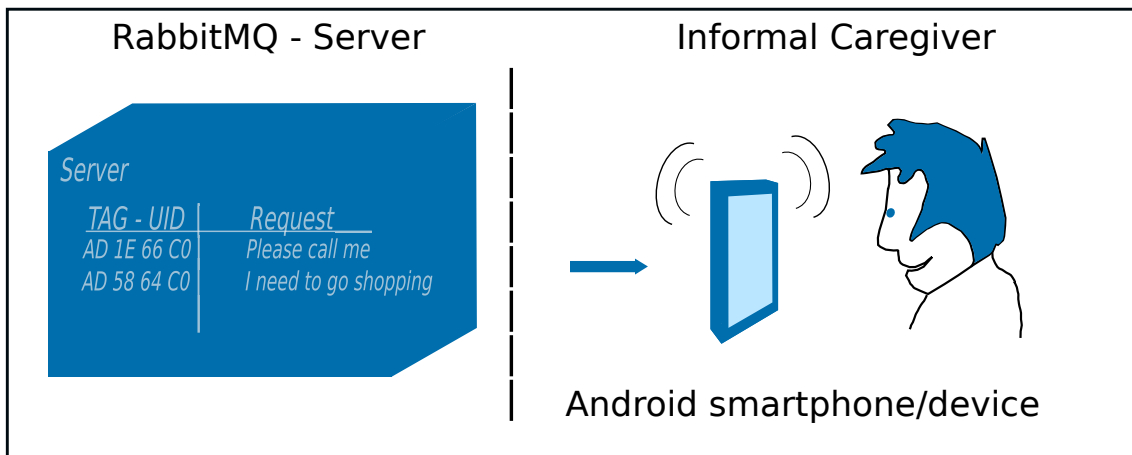 RabbitMQ - Server
Informal Caregiver
Server
TAG - UID Request
AD 1E 66 C0 Please call me
AD 58 64 C0 I need to go shopping
Android smartphone/device